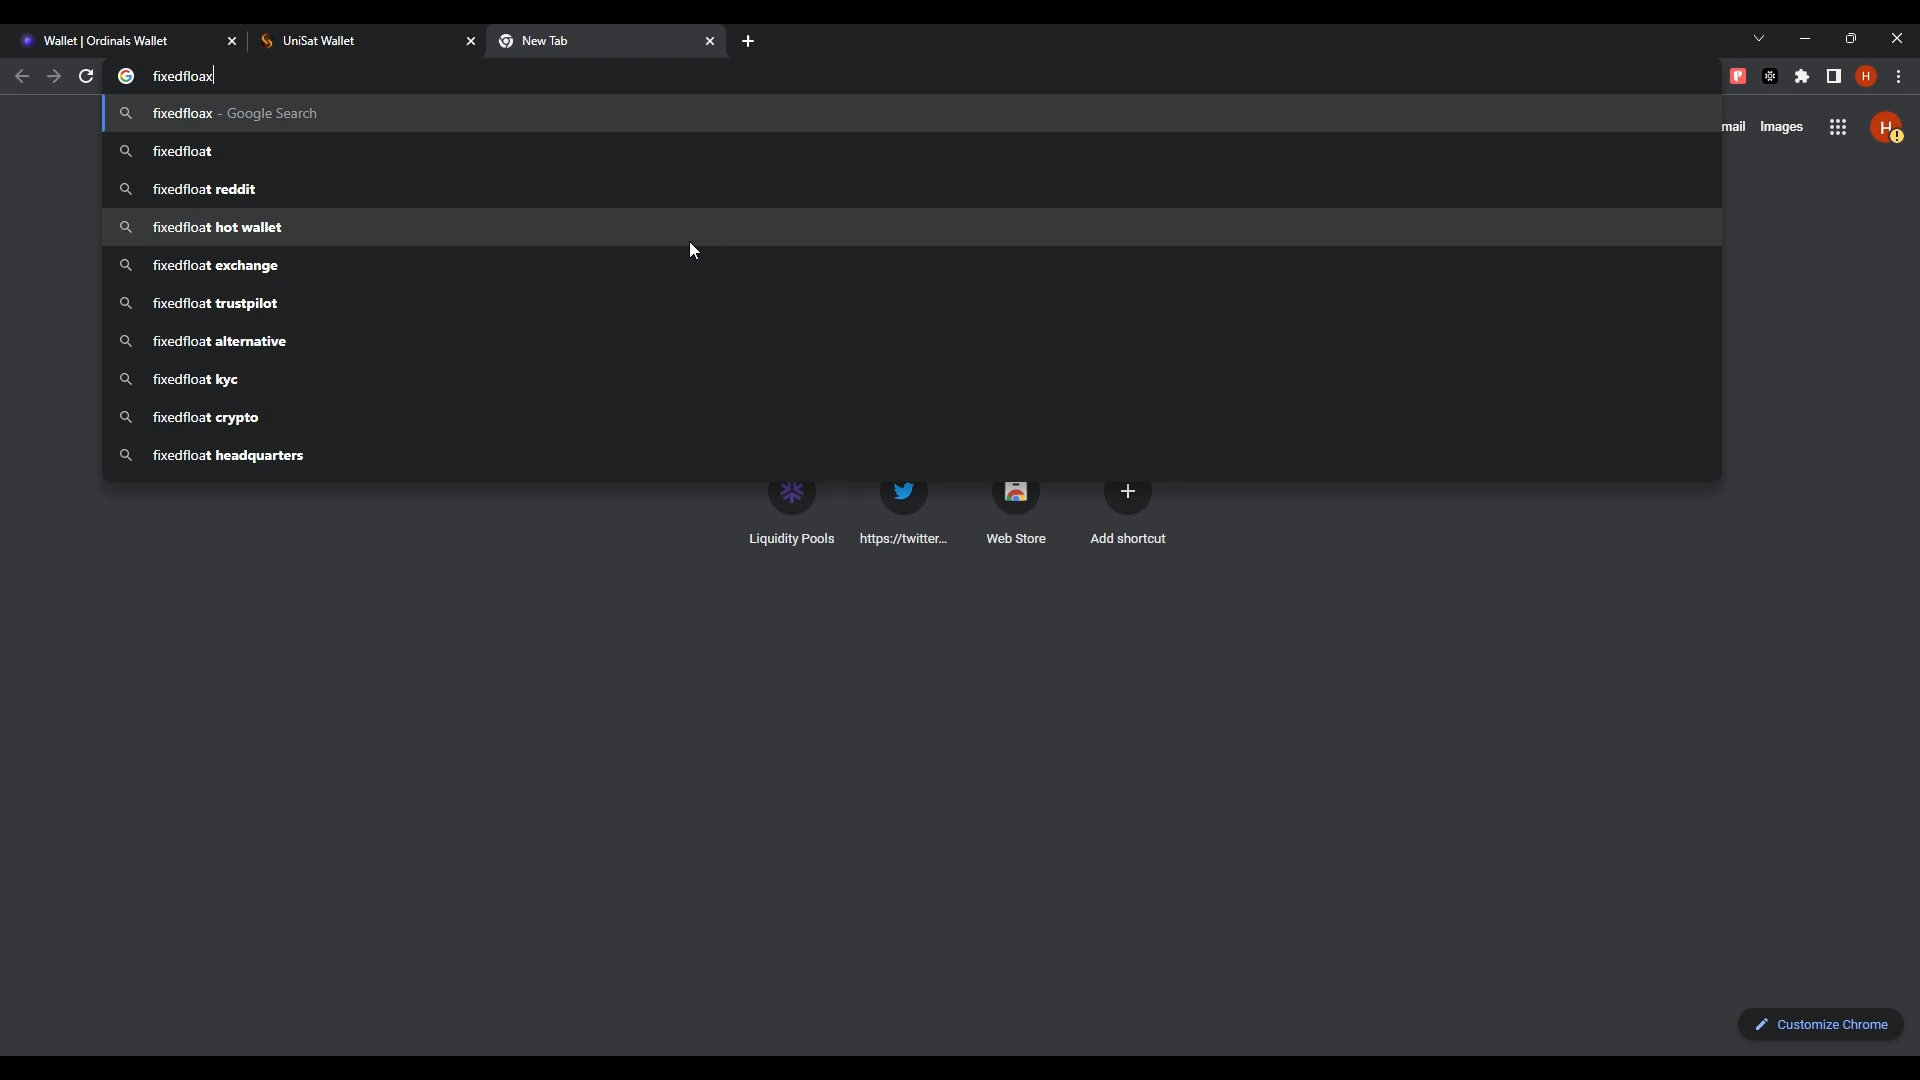 Wallet | Ordinals Wallet
UniSat Wallet
New Tab
fixedfloax
fixedfloax - Google Search
fixedfloat
fixedfloat reddit
fixedfloat hot wallet
fixedfloat exchange
fixedfloat trustpilot
fixedfloat alternative
fixedfloat kyc
fixedfloat crypto
fixedfloat headquarters
mail Images H
H
Liquidity Pools https://twitter... Web Store Add shortcut
Customize Chrome